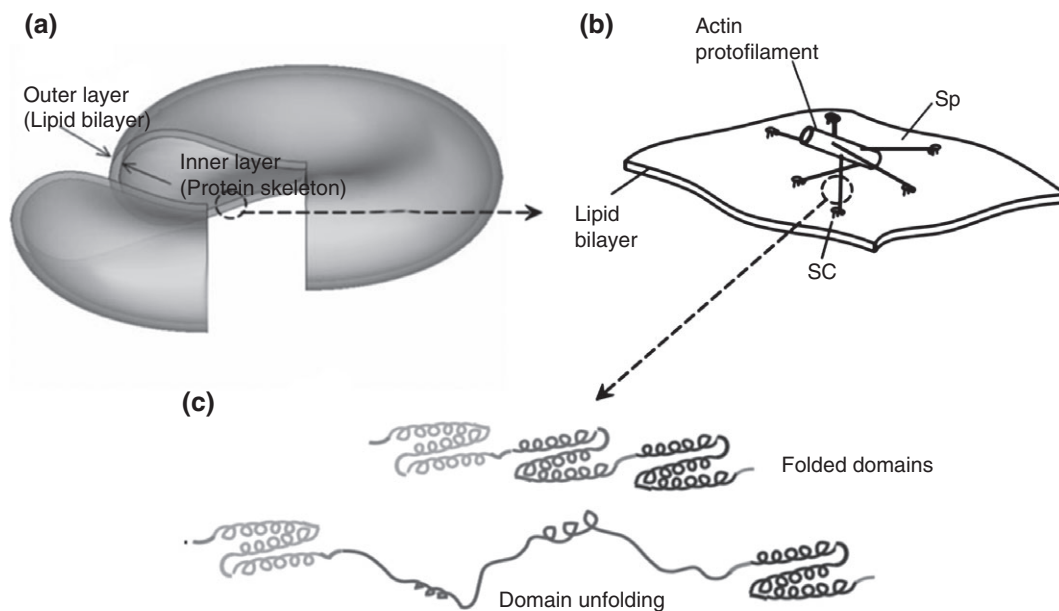 (a)
Outer layer
(Lipid bilayer)
Inner layer
(Protein skeleton)
(b)
Actin
protofilament
Sp
Lipid
bilayer
SC
(c)
Folded domains
Domain unfolding